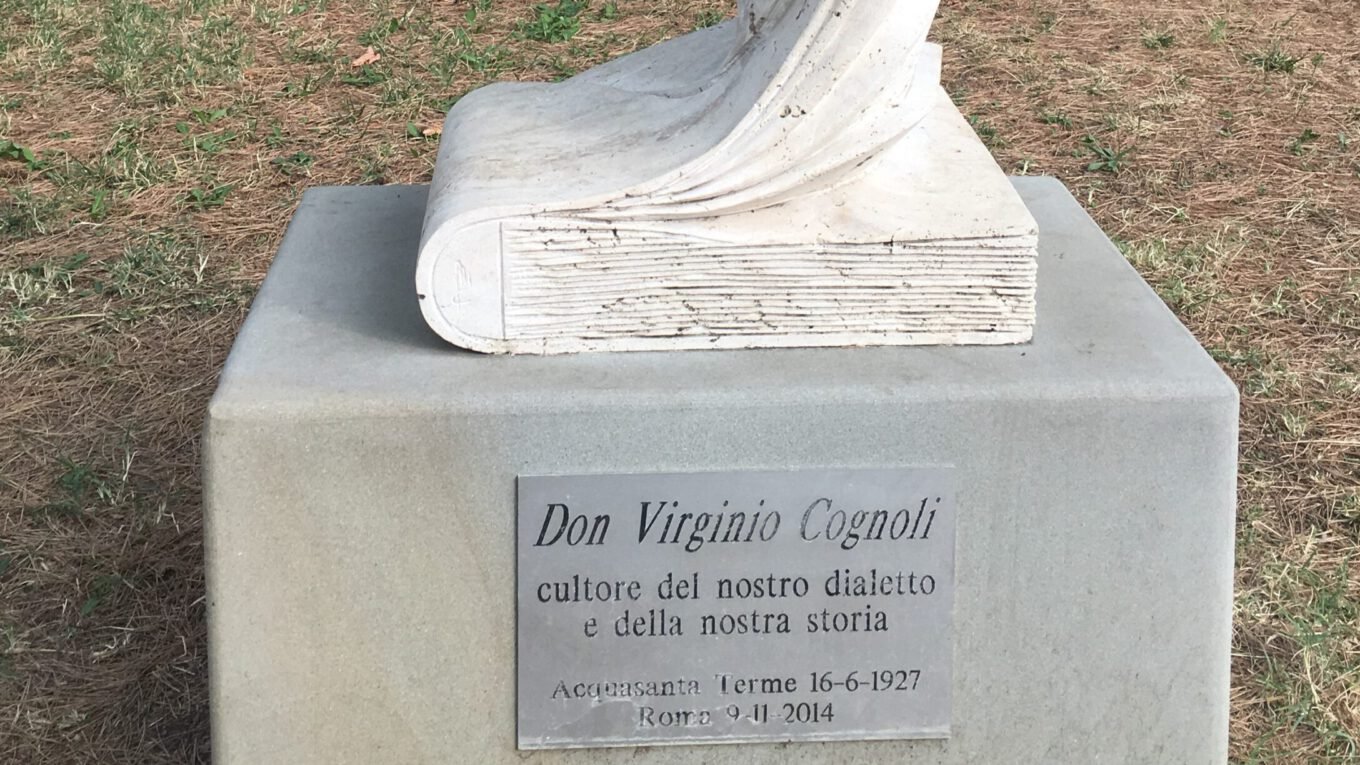 Don Virginio Cognoli
cultore del nostro dialetto
e della nostra storia
Acquasanta Terme 16-6-1927
Roma 9-11-2014